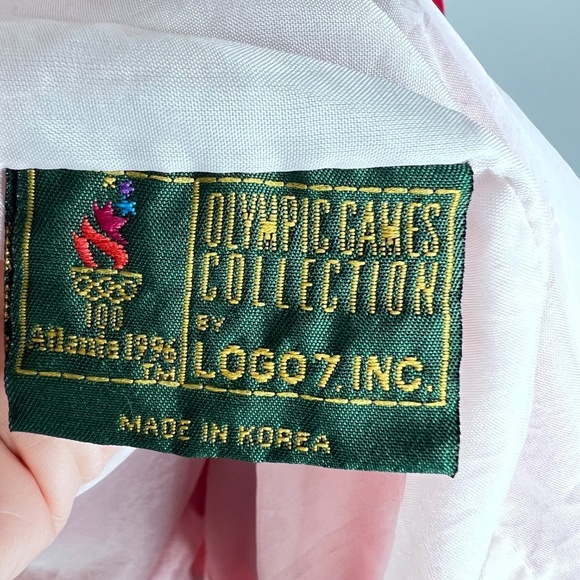 100
Atlanta 1996
TM
OLYMPIC GAMES
COLLECTION
BY
LOGO 7, INC.
MADE IN KOREA